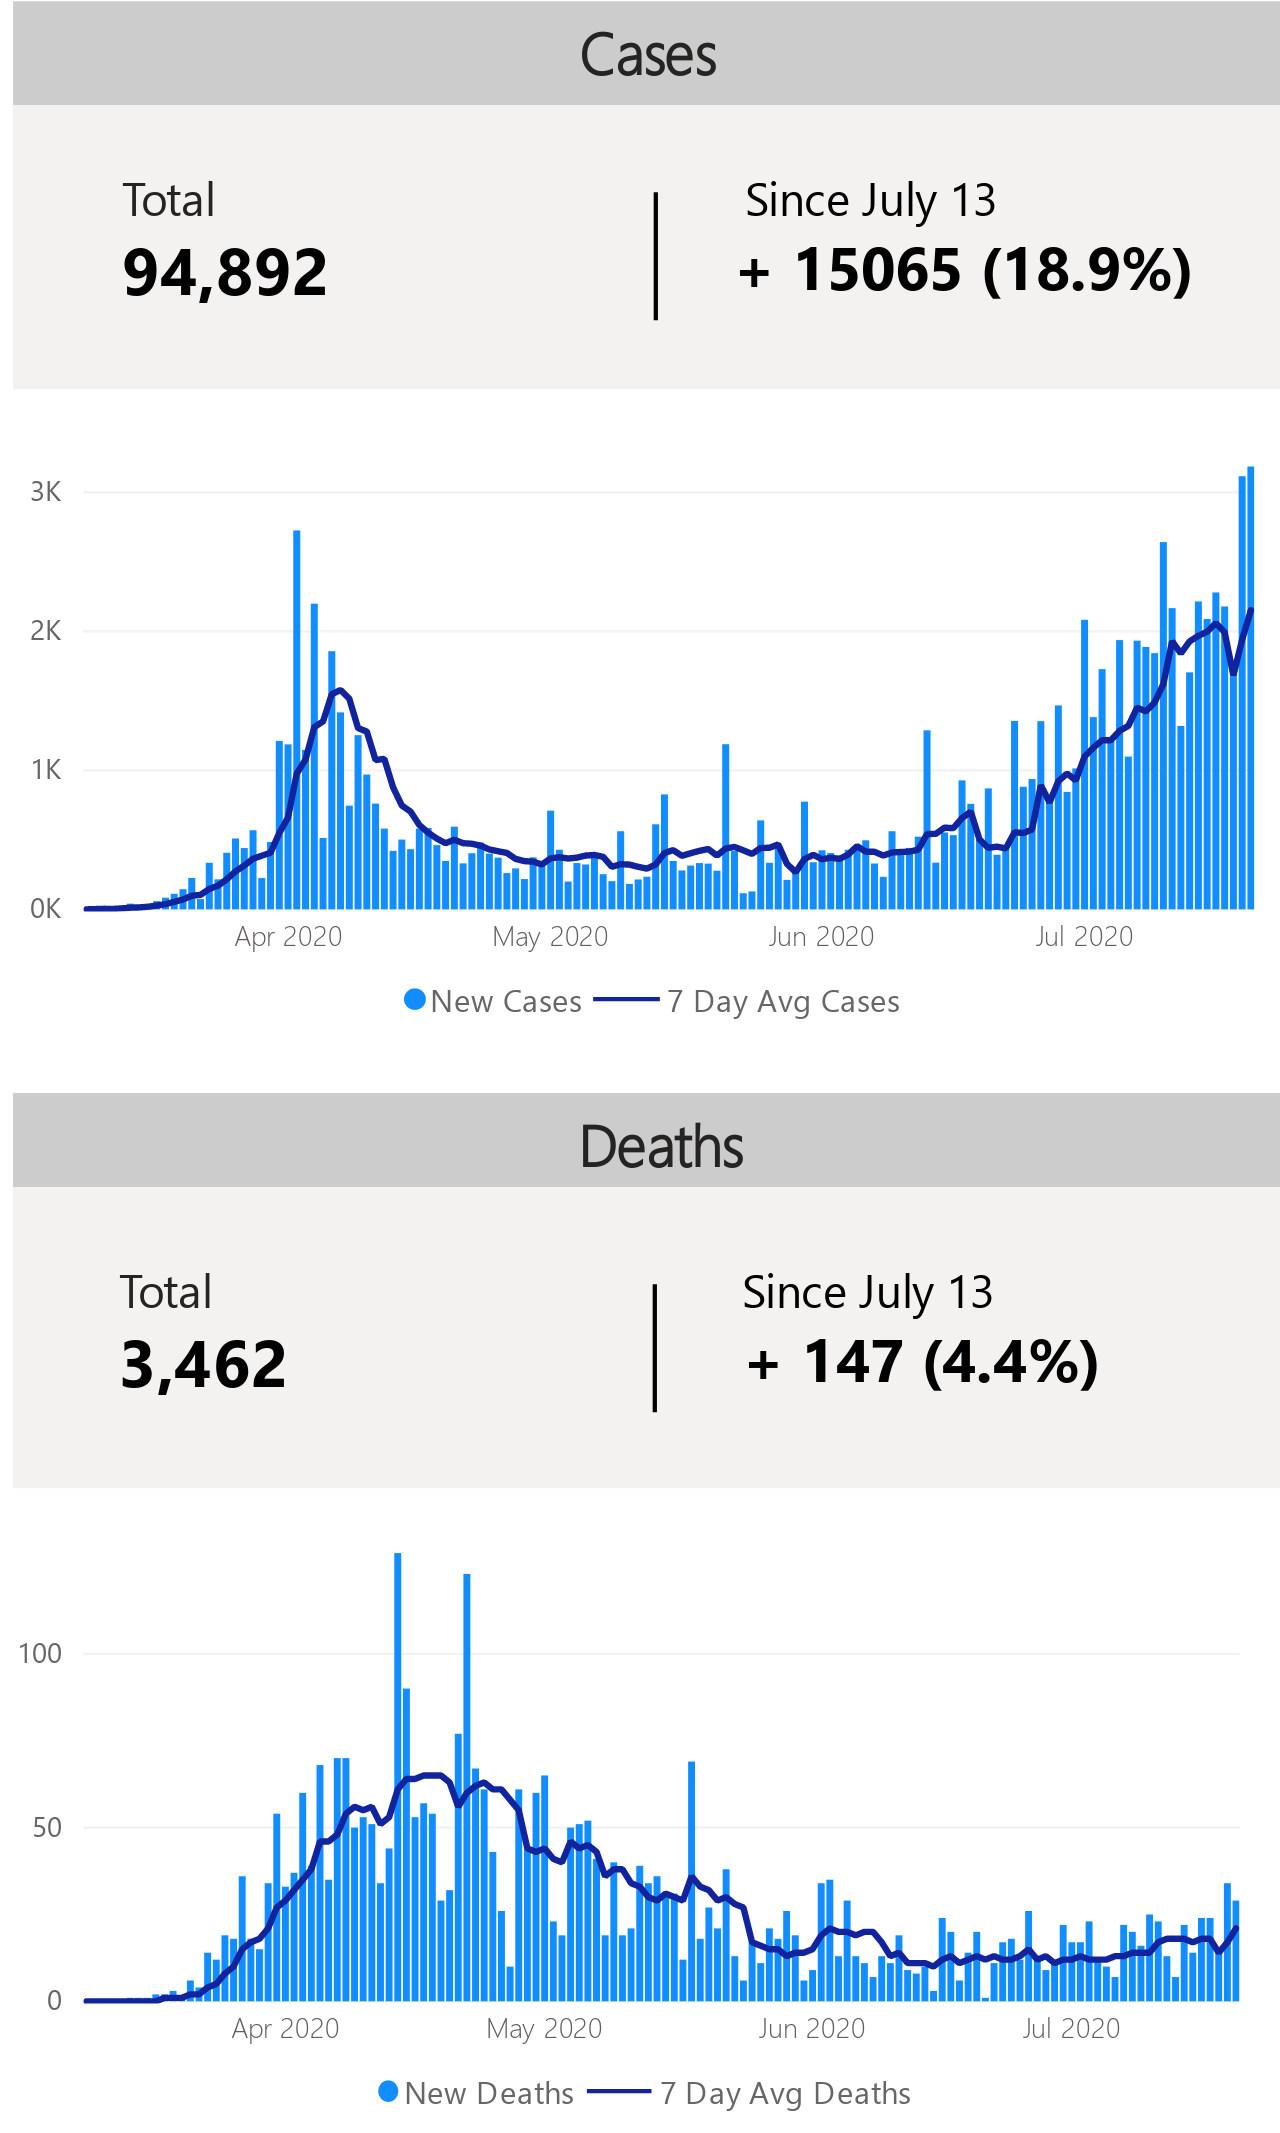 Cases
Total
Since July 13
94,892
+ 15065 (18.9%)
3K
2K
1K
0K
Apr 2020 May 2020 Jun 2020 Jul 2020
New Cases 7 Day Avg Cases
Deaths
Total
Since July 13
3,462
+ 147 (4.4%)
100
50
0
Apr 2020 May 2020 Jun 2020 Jul 2020
New Deaths 7 Day Avg Deaths